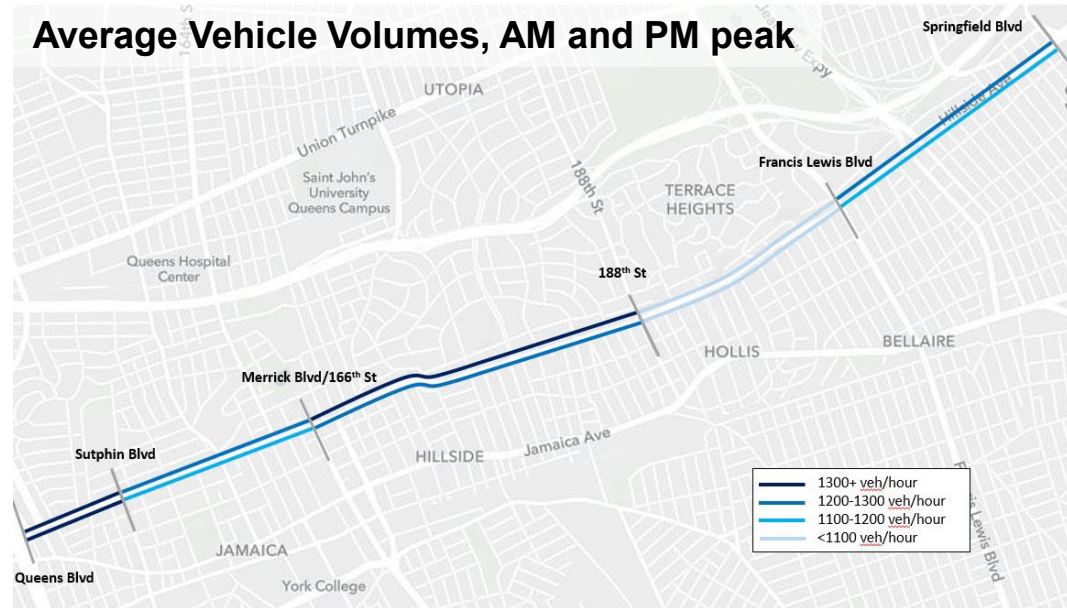 Average Vehicle Volumes, AM and PM peak
Springfield Blvd
164th S
Expy
UTOPIA
Hillside Ave
Union Turnpike
Francis Lewis Blvd
Saint John's
University
Queens Campus
188th St
TERRACE
HEIGHTS
Queens Hospital
Center
188th St
BELLAIRE
HOLLIS
Merrick Blvd/166th St
Jamaica Ave
HILLSIDE
Sutphin Blvd
1300+ veh/hour
1200-1300 veh/hour
1100-1200 veh/hour
<1100 veh/hour
is Lewis Blvd
JAMAICA
Queens Blvd
York College